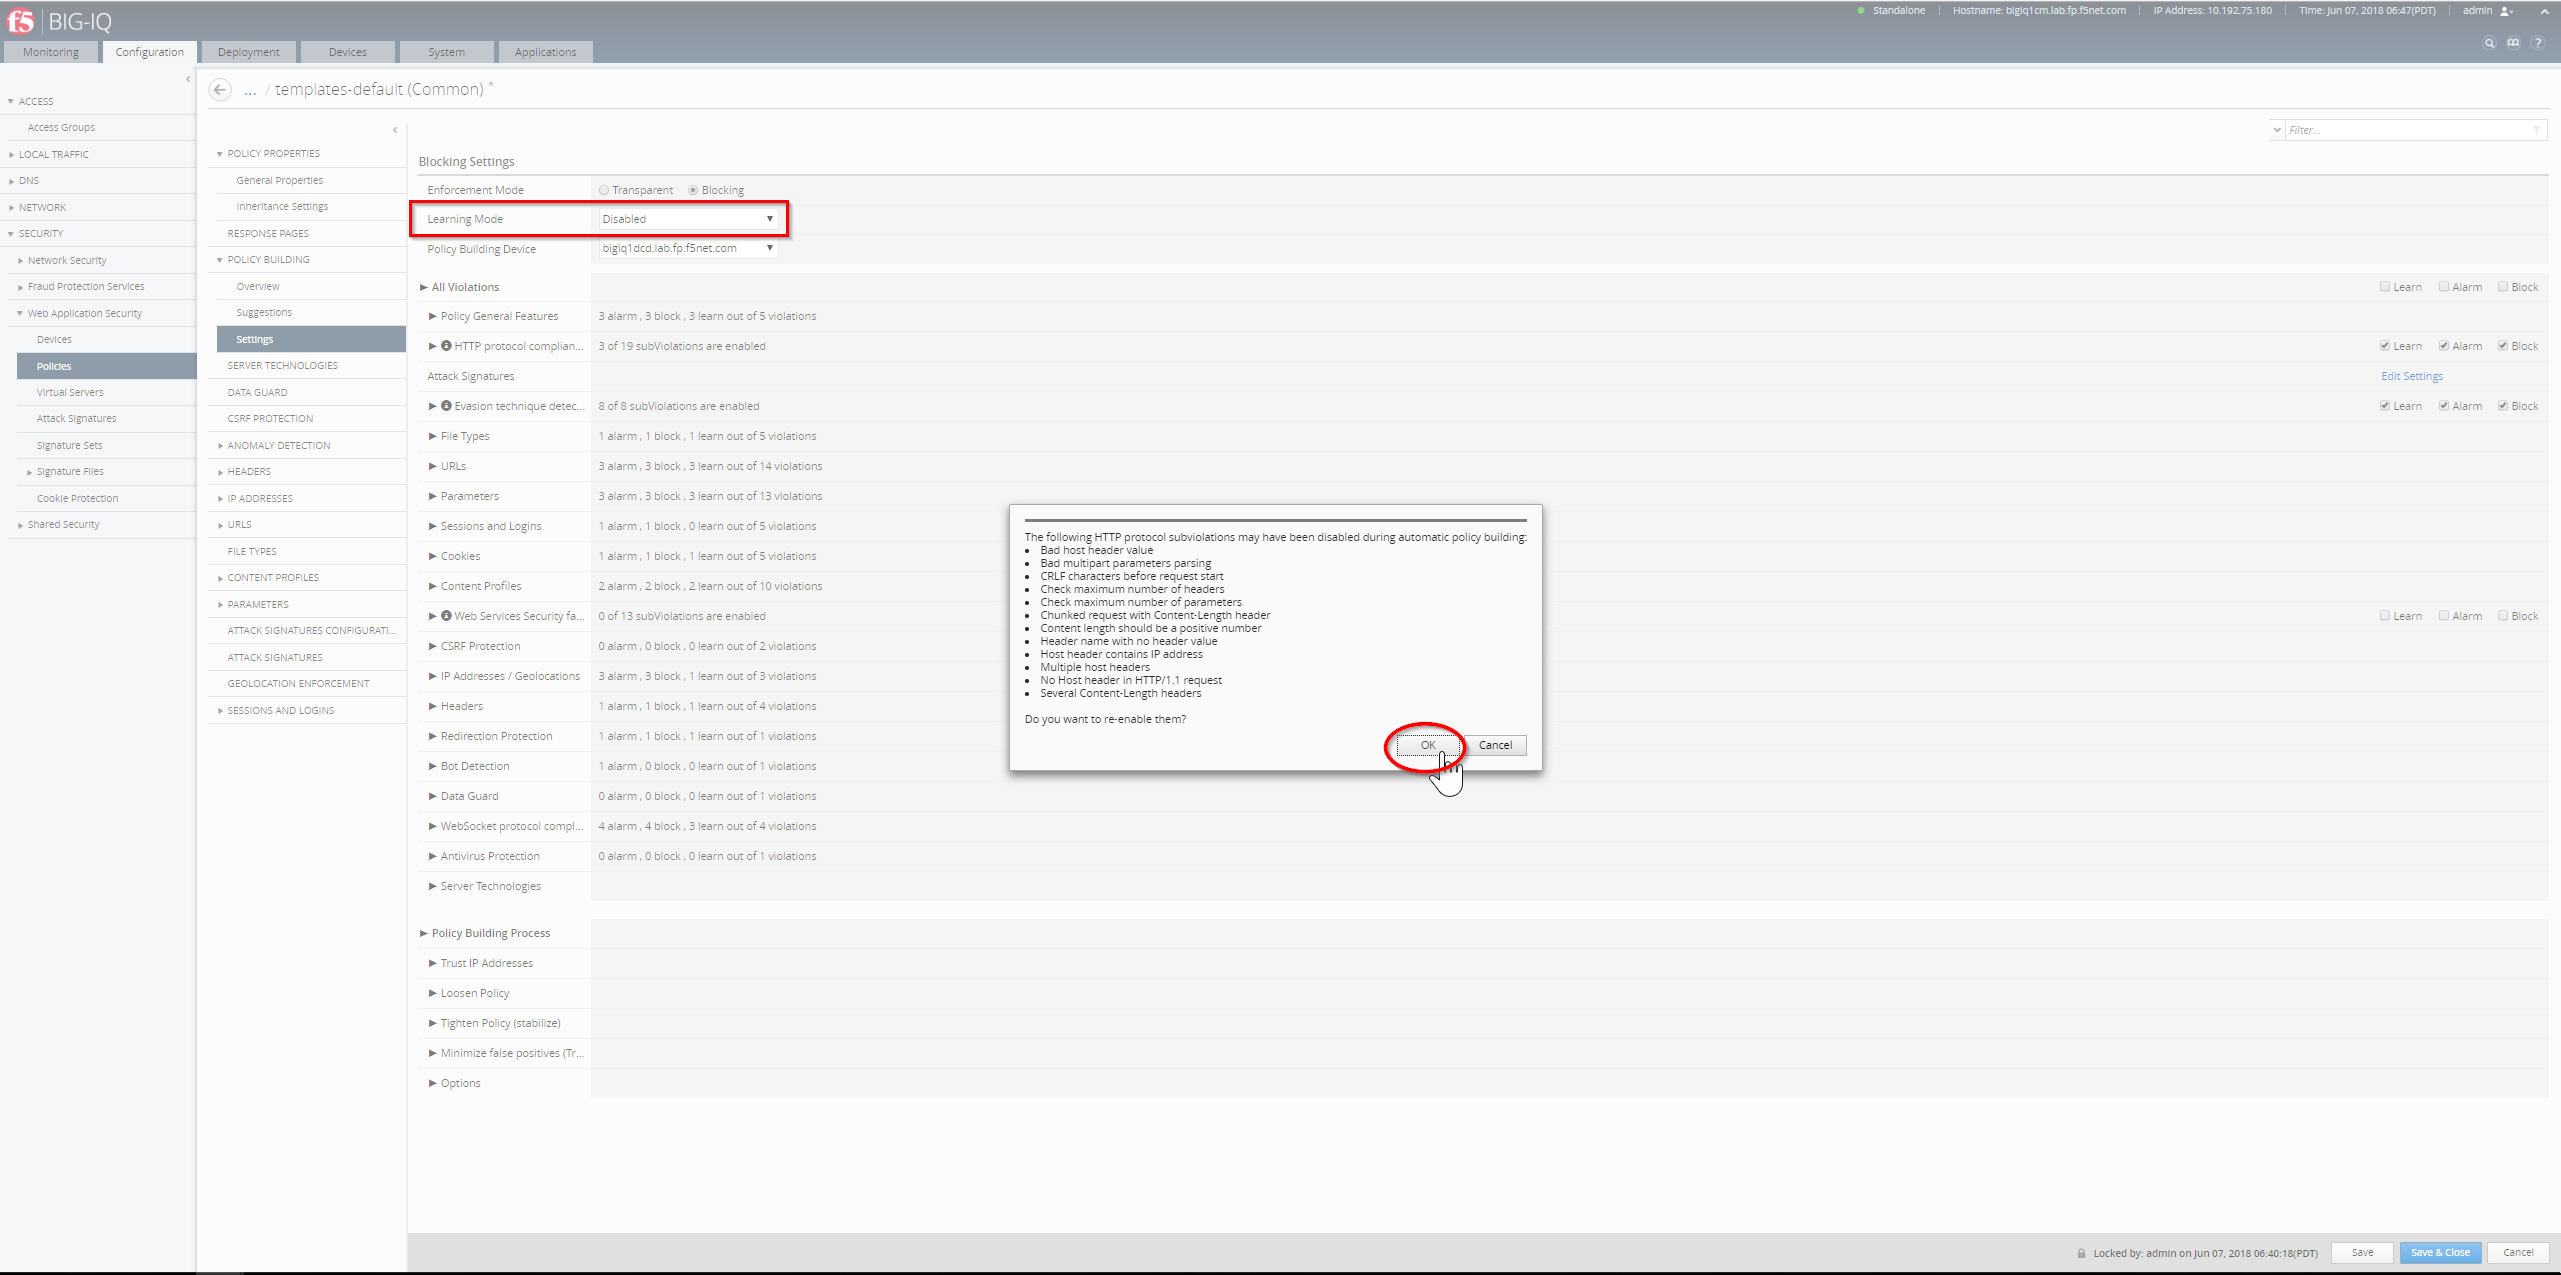 f5 BIG-IQ
Standalone Hostname: bigiq1cm.lab.fp.f5net.com IP Address: 10.192.75.180 Time: Jun 07, 2018 06:47(PDT) admin
Monitoring Configuration Deployment Devices System Applications
ACCESS
Access Groups
LOCAL TRAFFIC
DNS
NETWORK
SECURITY
Network Security
Fraud Protection Services
Web Application Security
Devices
Policies
Virtual Servers
Attack Signatures
Signature Sets
Signature Files
Cookie Protection
Shared Security
... / templates-default (Common) *
POLICY PROPERTIES
General Properties
Inheritance Settings
RESPONSE PAGES
POLICY BUILDING
Overview
Suggestions
Settings
SERVER TECHNOLOGIES
DATA GUARD
CSRF PROTECTION
ANOMALY DETECTION
HEADERS
IP ADDRESSES
URLS
FILE TYPES
CONTENT PROFILES
PARAMETERS
ATTACK SIGNATURES CONFIGURATI...
ATTACK SIGNATURES
GEOLOCATION ENFORCEMENT
SESSIONS AND LOGINS
Filter...
Blocking Settings
Enforcement Mode Transparent Blocking
Learning Mode Disabled
Policy Building Device bigiq1dcd.lab.fp.f5net.com
All Violations Learn Alarm Block
Policy General Features 3 alarm , 3 block , 3 learn out of 5 violations
HTTP protocol complian... 3 of 19 subViolations are enabled Learn Alarm Block
Attack Signatures Edit Settings
Evasion technique detec... 8 of 8 subViolations are enabled Learn Alarm Block
File Types 1 alarm , 1 block , 1 learn out of 5 violations
URLs 3 alarm , 3 block , 3 learn out of 14 violations
Parameters 3 alarm , 3 block , 3 learn out of 13 violations
Sessions and Logins 1 alarm , 1 block , 0 learn out of 5 violations
Cookies 1 alarm , 1 block , 1 learn out of 5 violations
Content Profiles 2 alarm , 2 block , 2 learn out of 10 violations
Web Services Security fa... 0 of 13 subViolations are enabled Learn Alarm Block
CSRF Protection 0 alarm , 0 block , 0 learn out of 2 violations
IP Addresses / Geolocations 3 alarm , 3 block , 1 learn out of 3 violations
Headers 1 alarm , 1 block , 1 learn out of 4 violations
Redirection Protection 1 alarm , 1 block , 1 learn out of 1 violations
Bot Detection 1 alarm , 0 block , 0 learn out of 1 violations
Data Guard 0 alarm , 0 block , 0 learn out of 1 violations
WebSocket protocol compl... 4 alarm , 4 block , 3 learn out of 4 violations
Antivirus Protection 0 alarm , 0 block , 0 learn out of 1 violations
Server Technologies
Policy Building Process
Trust IP Addresses
Loosen Policy
Tighten Policy (stabilize)
Minimize false positives (Tr...
Options
The following HTTP protocol subviolations may have been disabled during automatic policy building:
• Bad host header value
• Bad multipart parameters parsing
• CRLF characters before request start
• Check maximum number of headers
• Check maximum number of parameters
• Chunked request with Content-Length header
• Content length should be a positive number
• Header name with no header value
• Host header contains IP address
• Multiple host headers
• No Host header in HTTP/1.1 request
• Several Content-Length headers
Do you want to re-enable them?
OK Cancel
Locked by: admin on Jun 07, 2018 06:40:18(PDT) Save Save & Close Cancel